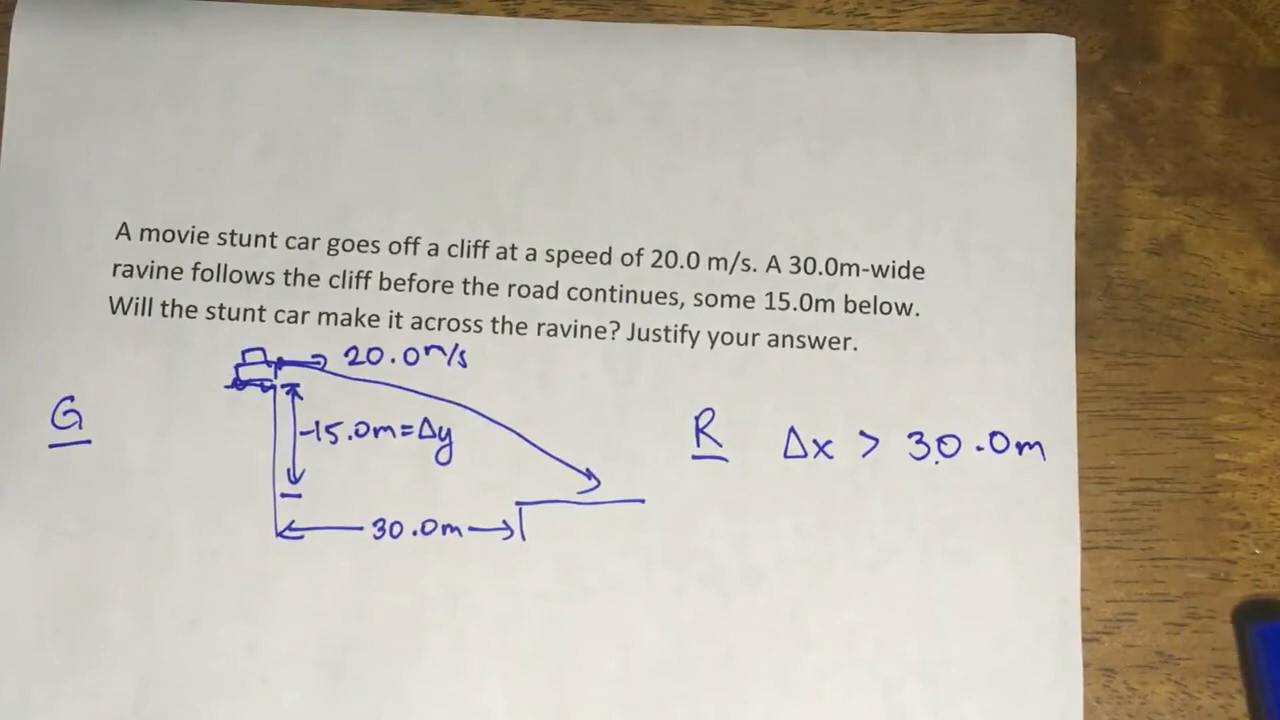 A movie stunt car goes off a cliff at a speed of 20.0 m/s. A 30.0m-wide
ravine follows the cliff before the road continues, some 15.0m below.
Will the stunt car make it across the ravine? Justify your answer.
20.0m/s
G
-15.0m=Δy
R Δx > 30.0m
30.0m